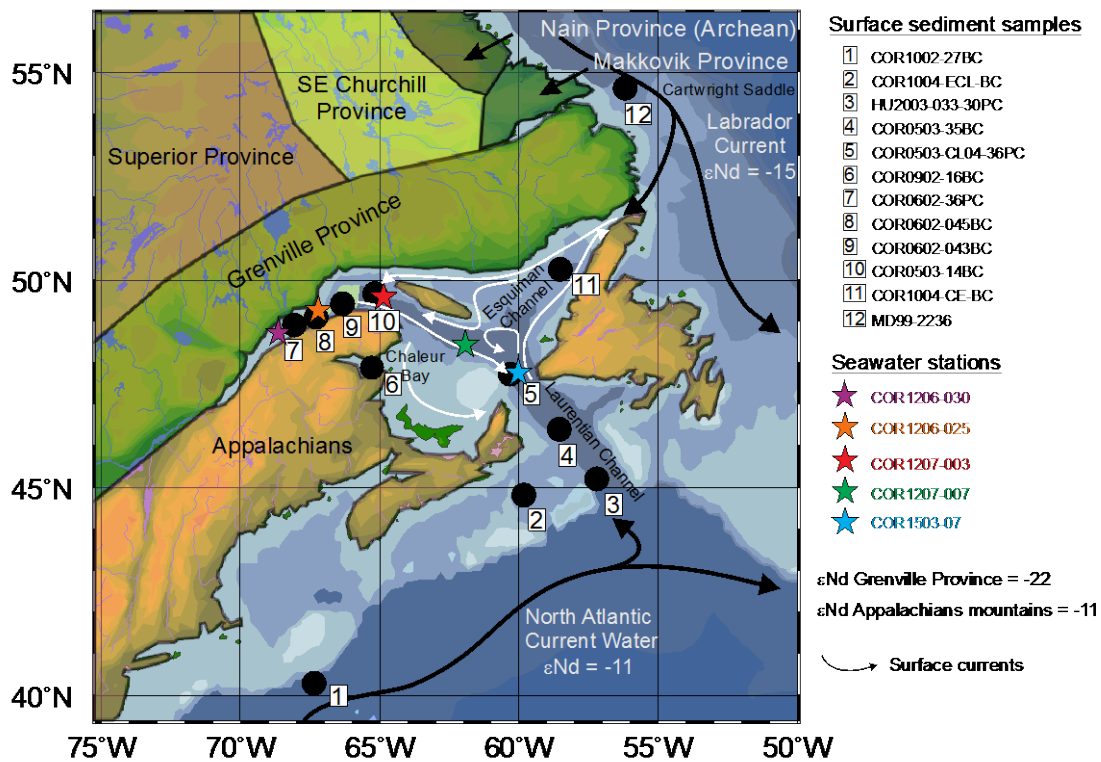 55°N
50°N
45°N
40°N
75°W
70°W
65°W
60°W
55°W
50°W
Nain Province (Archean)
Makkovik Province
SE Churchill
Province
Superior Province
Grenville Province
Cartwright Saddle
12
Labrador
Current
εNd = -15
Esquiman
Channel
11
10
9
8
7
Chaleur
Bay
6
5
Appalachians
Laurentian Channel
4
3
2
North Atlantic
Current Water
εNd = -11
1
Surface sediment samples
1 COR1002-27BC
2 COR1004-ECL-BC
3 HU2003-033-30PC
4 COR0503-35BC
5 COR0503-CL04-36PC
6 COR0902-16BC
7 COR0602-36PC
8 COR0602-045BC
9 COR0602-043BC
10 COR0503-14BC
11 COR1004-CE-BC
12 MD99-2236
Seawater stations
COR1206-030
COR1206-025
COR1207-003
COR1207-007
COR1503-07
εNd Grenville Province = -22
εNd Appalachians mountains = -11
Surface currents